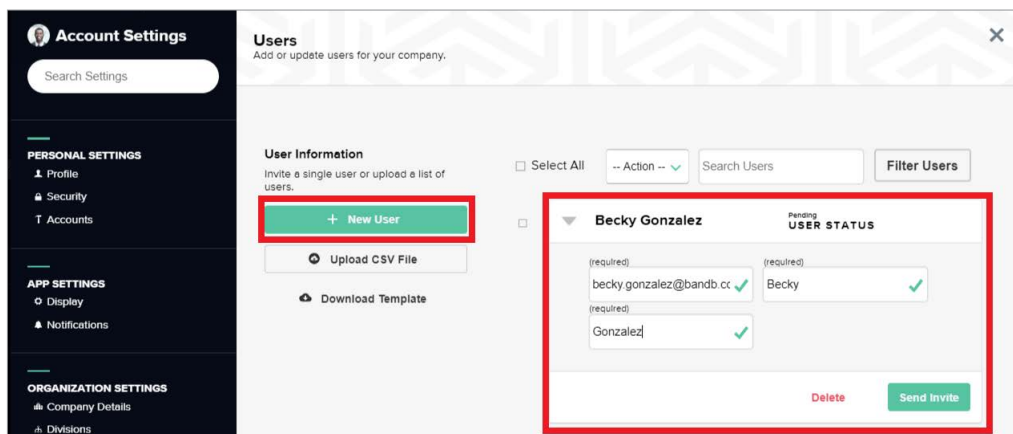 Account Settings
Search Settings
PERSONAL SETTINGS
Profile
Security
Accounts
APP SETTINGS
Display
Notifications
ORGANIZATION SETTINGS
Company Details
Divisions
Users
Add or update users for your company.
User Information
Invite a single user or upload a list of
users.
+ New User
Upload CSV File
Download Template
Select All
-- Action --
Search Users
Filter Users
Becky Gonzalez
Pending
USER STATUS
(required)
(required)
becky.gonzalez@bandb.cc
Becky
(required)
Gonzalez
Delete
Send Invite